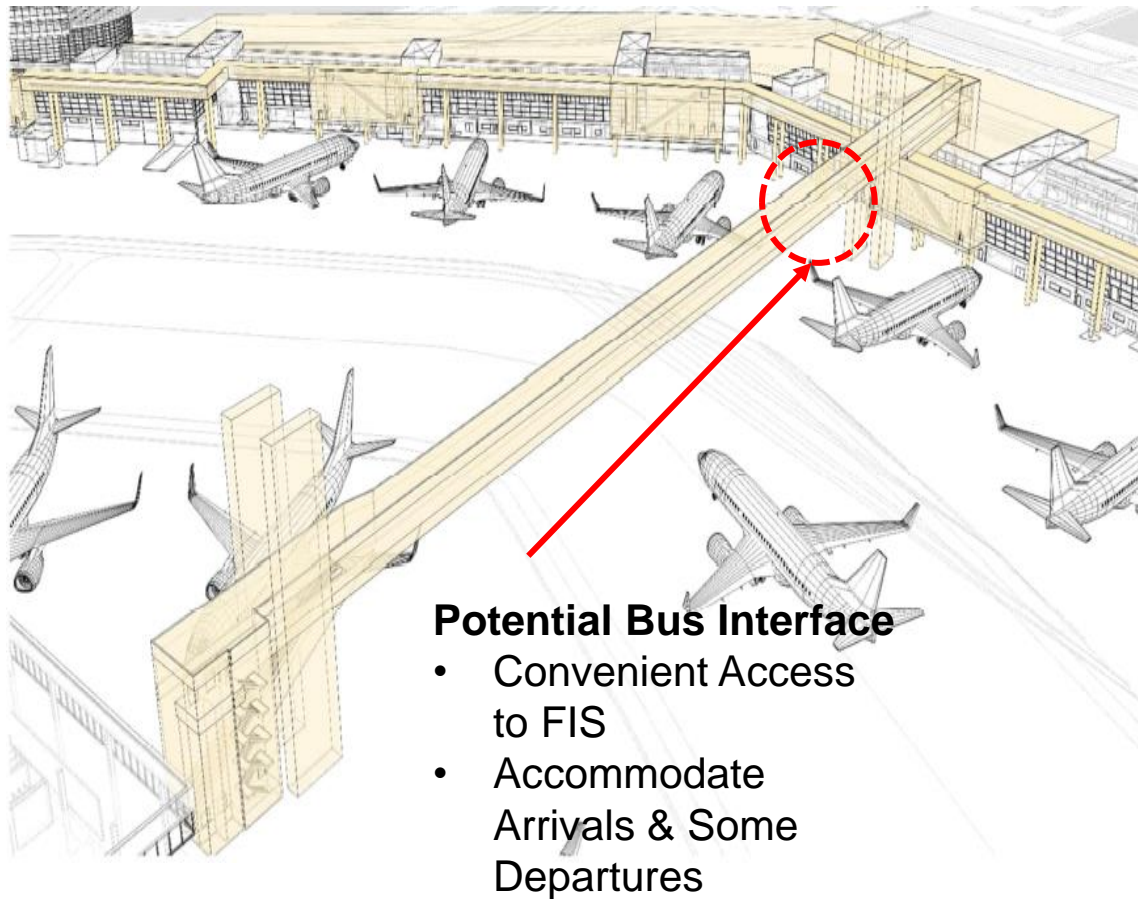 Potential Bus Interface
• Convenient Access
to FIS
• Accommodate
Arrivals & Some
Departures